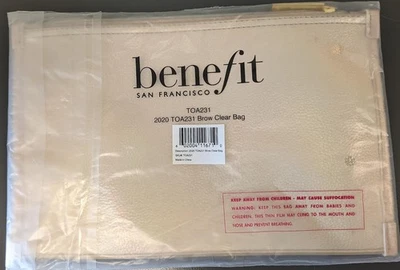 benefit
SAN FRANCISCO
TOA231
2020 TOA231 Brow Clear Bag
KEEP AWAY FROM CHILDREN - MAY CAUSE SUFFOCATION
WARNING: KEEP THIS BAG AWAY FROM BABIES AND
CHILDREN. THIS THIN FILM MAY CLING TO THE MOUTH AND
NOSE AND PREVENT BREATHING.